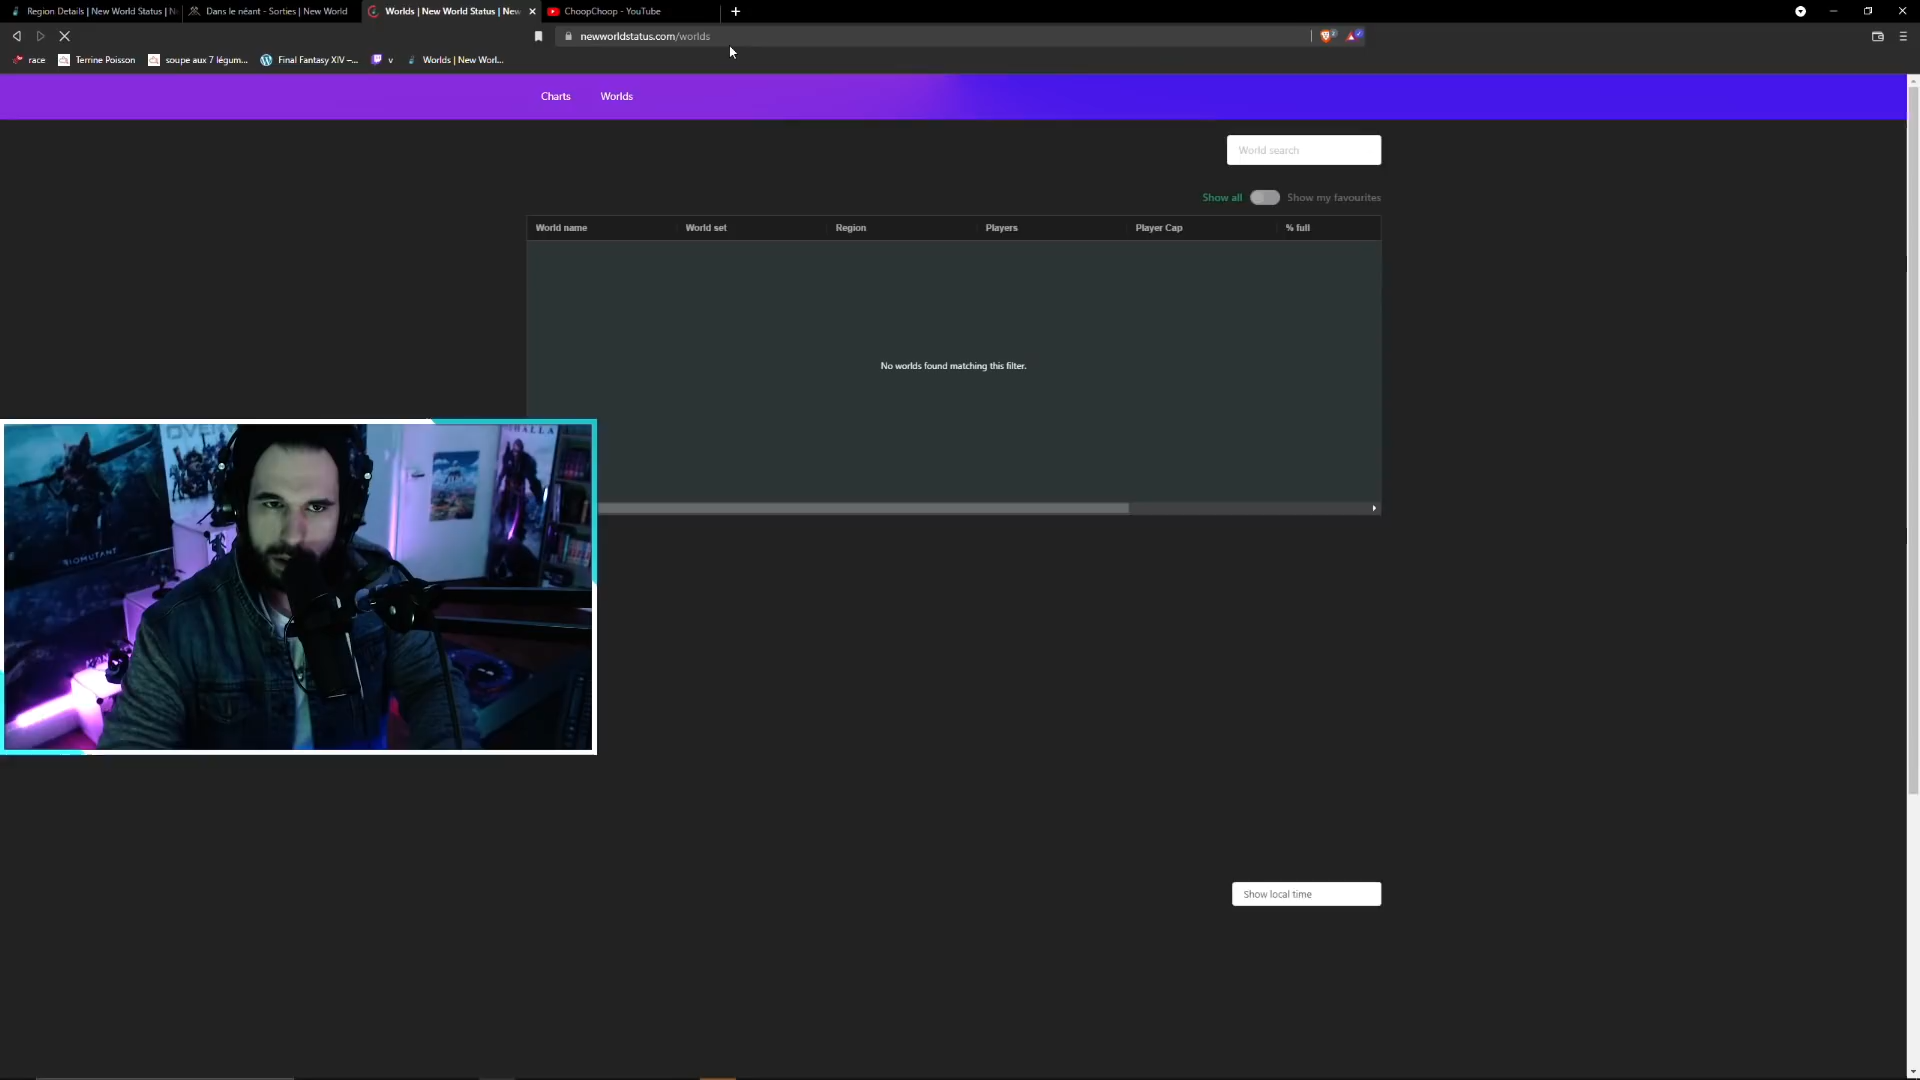 Region Details | New World Status | N
Dans le néant - Sorties | New World
Worlds | New World Status | New
ChoopChoop - YouTube
newworldstatus.com/worlds
race
Terrine Poisson
soupe aux 7 légum...
Final Fantasy XIV –...
v
Worlds | New Worl...
Charts
Worlds
World search
Show all
Show my favourites
World name
World set
Region
Players
Player Cap
% full
No worlds found matching this filter.
BIOMUTANT
Show local time